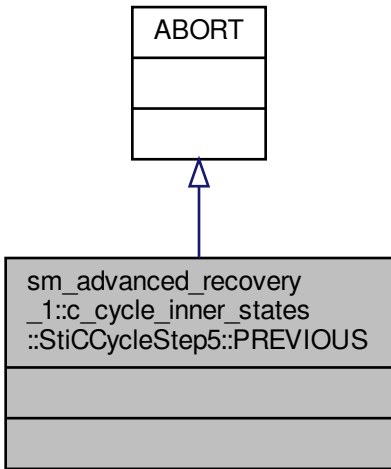 ABORT
sm_advanced_recovery
_1::c_cycle_inner_states
::StiCCycleStep5::PREVIOUS